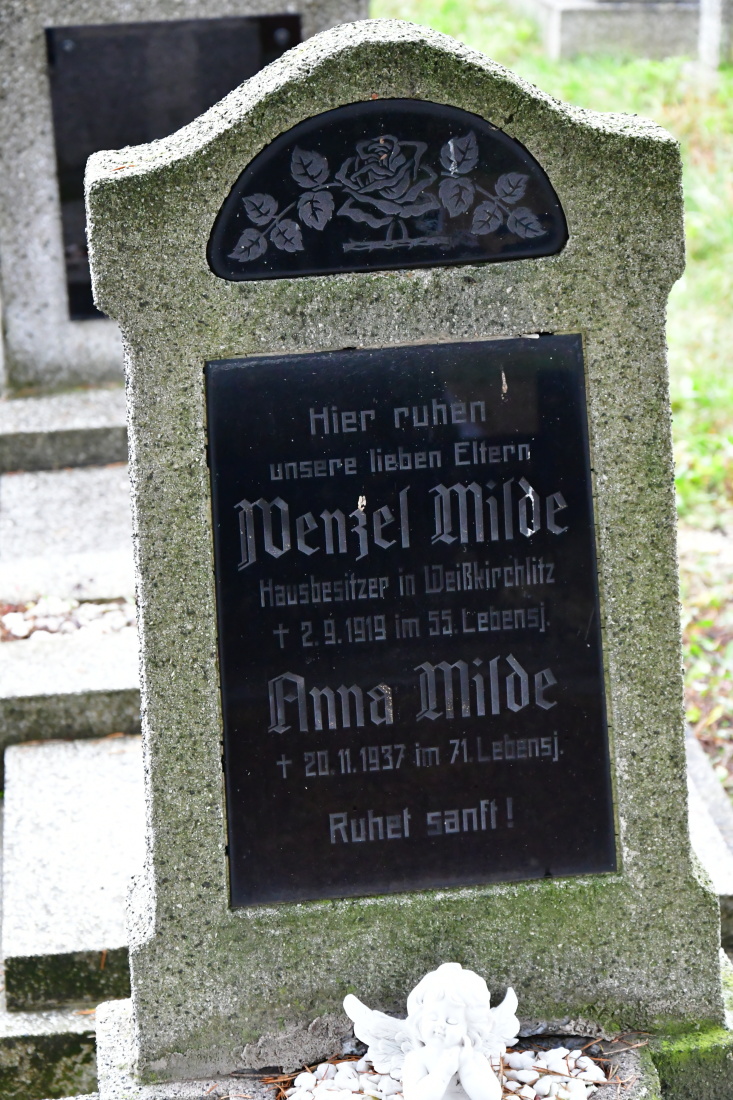 Hier ruhen
unsere lieben Eltern
Wenzel Milde
Hausbesitzer in Weißkirchlitz
† 2.9.1919 im 55. Lebensj.
Anna Milde
† 20.11.1937 im 71. Lebensj.
Ruhet sanft!